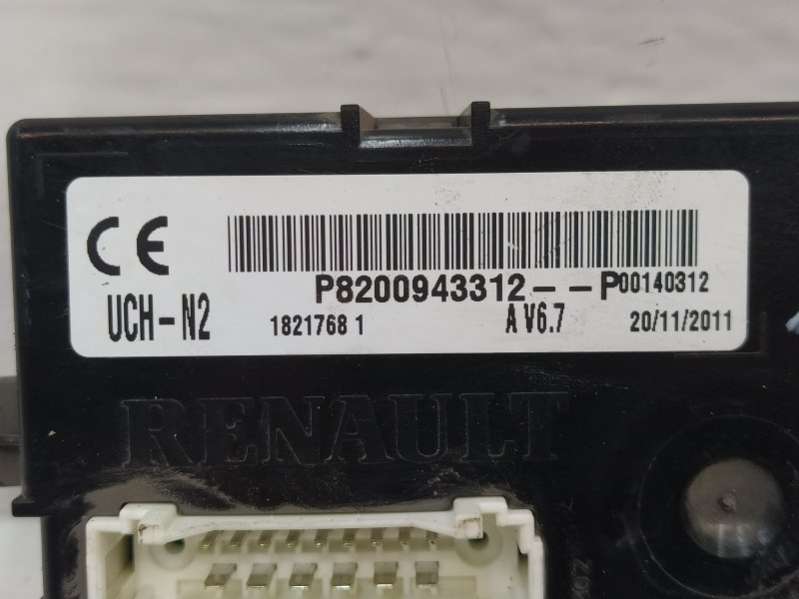 CE
P8200943312--P00140312
UCH-N2 1821768 1 A V6.7 20/11/2011
RENAULT